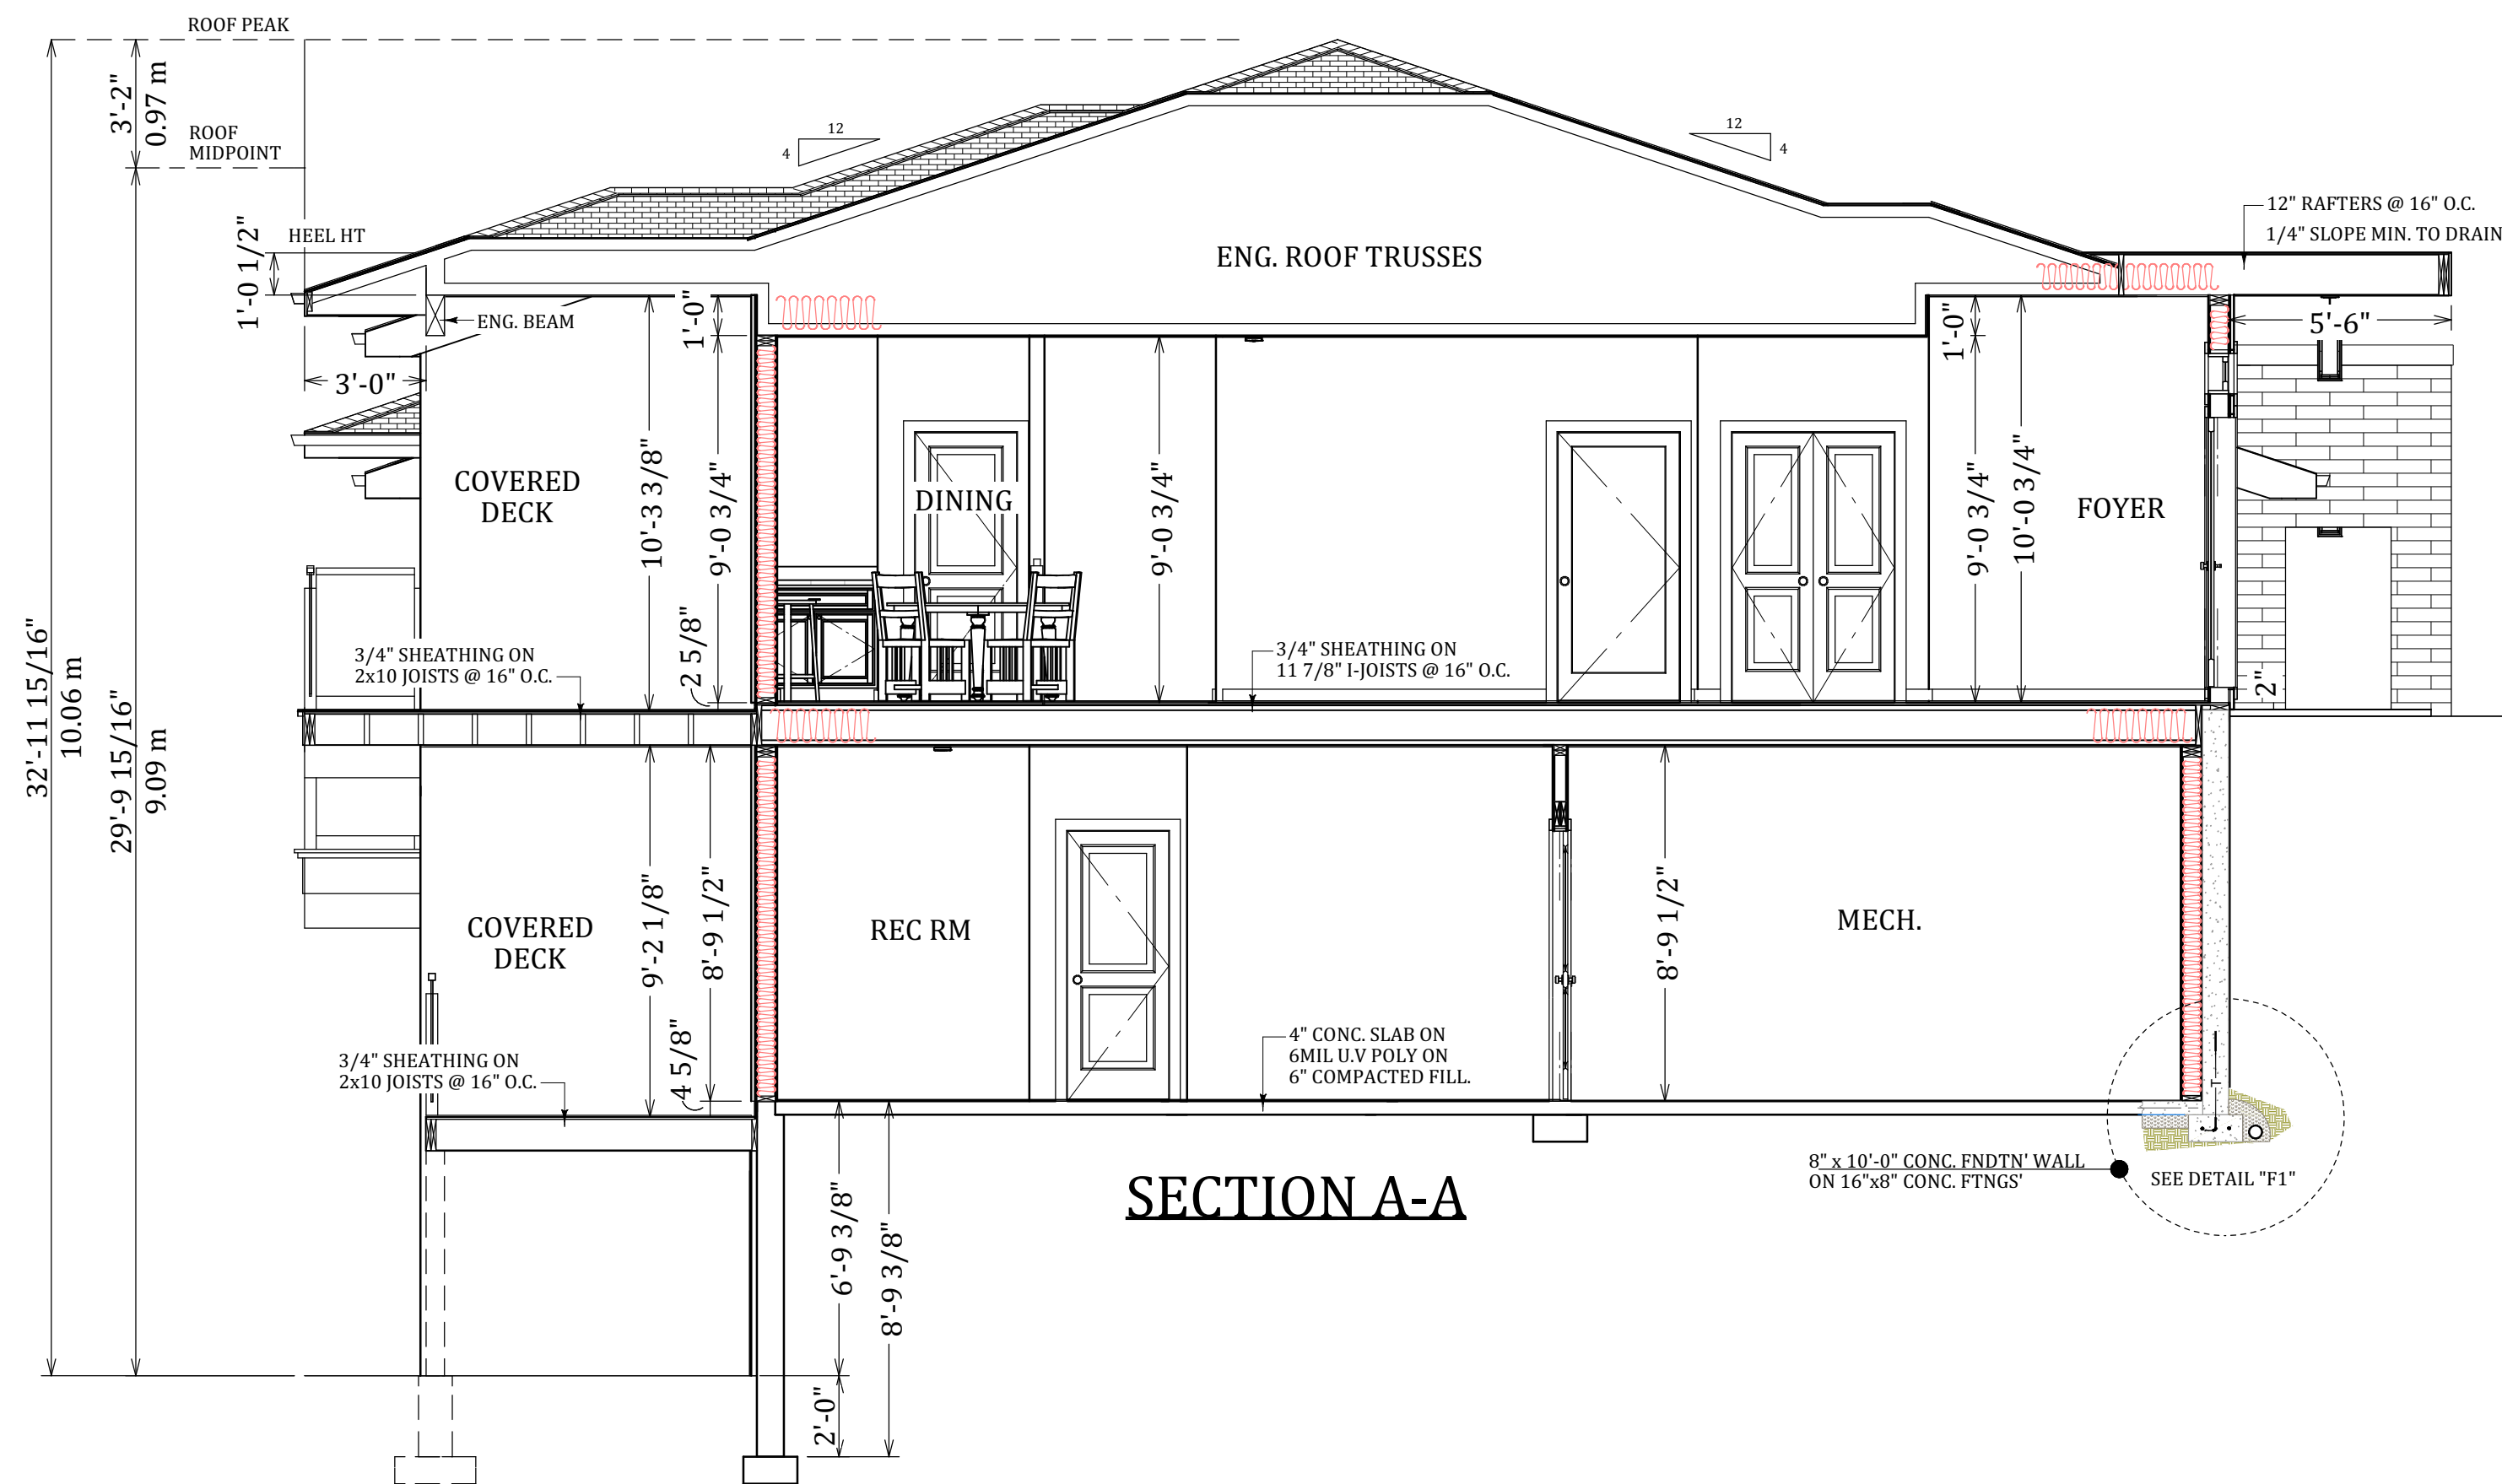 ROOF PEAK
3'-2"
0.97 m
ROOF
MIDPOINT
12
4
12
4
12" RAFTERS @ 16" O.C.
1/4" SLOPE MIN. TO DRAIN
1'-0 1/2"
HEEL HT
ENG. ROOF TRUSSES
ENG. BEAM
1'-0"
1'-0"
5'-6"
3'-0"
COVERED
DECK
10'-3 3/8"
9'-0 3/4"
DINING
9'-0 3/4"
9'-0 3/4"
10'-0 3/4"
FOYER
32'-11 15/16"
10.06 m
29'-9 15/16"
9.09 m
3/4" SHEATHING ON
2x10 JOISTS @ 16" O.C.
2 5/8"
3/4" SHEATHING ON
11 7/8" I-JOISTS @ 16" O.C.
2"
COVERED
DECK
9'-2 1/8"
8'-9 1/2"
REC RM
8'-9 1/2"
MECH.
3/4" SHEATHING ON
2x10 JOISTS @ 16" O.C.
4 5/8"
4" CONC. SLAB ON
6MIL U.V POLY ON
6" COMPACTED FILL.
8" x 10'-0" CONC. FNDTN' WALL
ON 16"x8" CONC. FTNGS'
SEE DETAIL "F1"
SECTION A-A
6'-9 3/8"
8'-9 3/8"
2'-0"